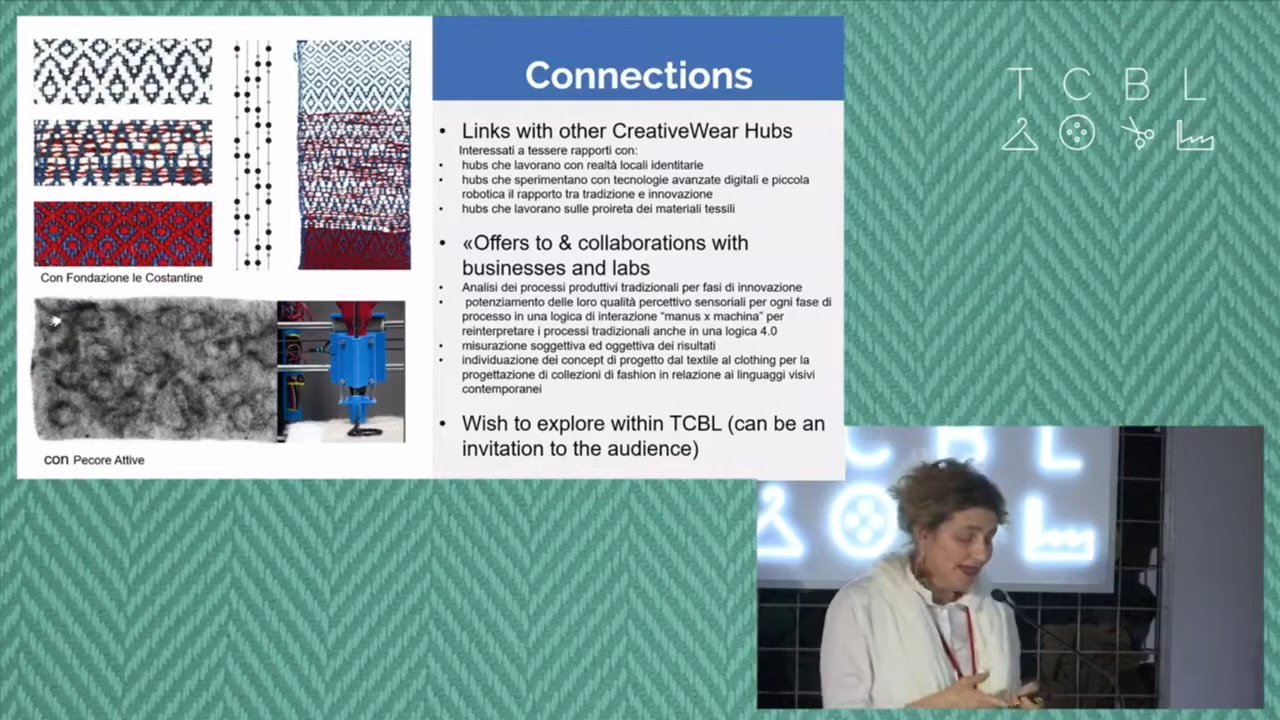 Connections
• Links with other CreativeWear Hubs
Interessati a tessere rapporti con:
• hubs che lavorano con realtà locali identitarie
• hubs che sperimentano con tecnologie avanzate digitali e piccola
robotica il rapporto tra tradizione e innovazione
• hubs che lavorano sulle proireta dei materiali tessili
• «Offers to & collaborations with
businesses and labs
• Analisi dei processi produttivi tradizionali per fasi di innovazione
• potenziamento delle loro qualità percettivo sensoriali per ogni fase di
processo in una logica di interazione “manus x machina” per
reinterpretare i processi tradizionali anche in una logica 4.0
• misurazione soggettiva ed oggettiva dei risultati
• individuazione dei concept di progetto dal textile al clothing per la
progettazione di collezioni di fashion in relazione ai linguaggi visivi
contemporanei
• Wish to explore within TCBL (can be an
invitation to the audience)
Con Fondazione le Costantine
con Pecore Attive
T C B L
C B L